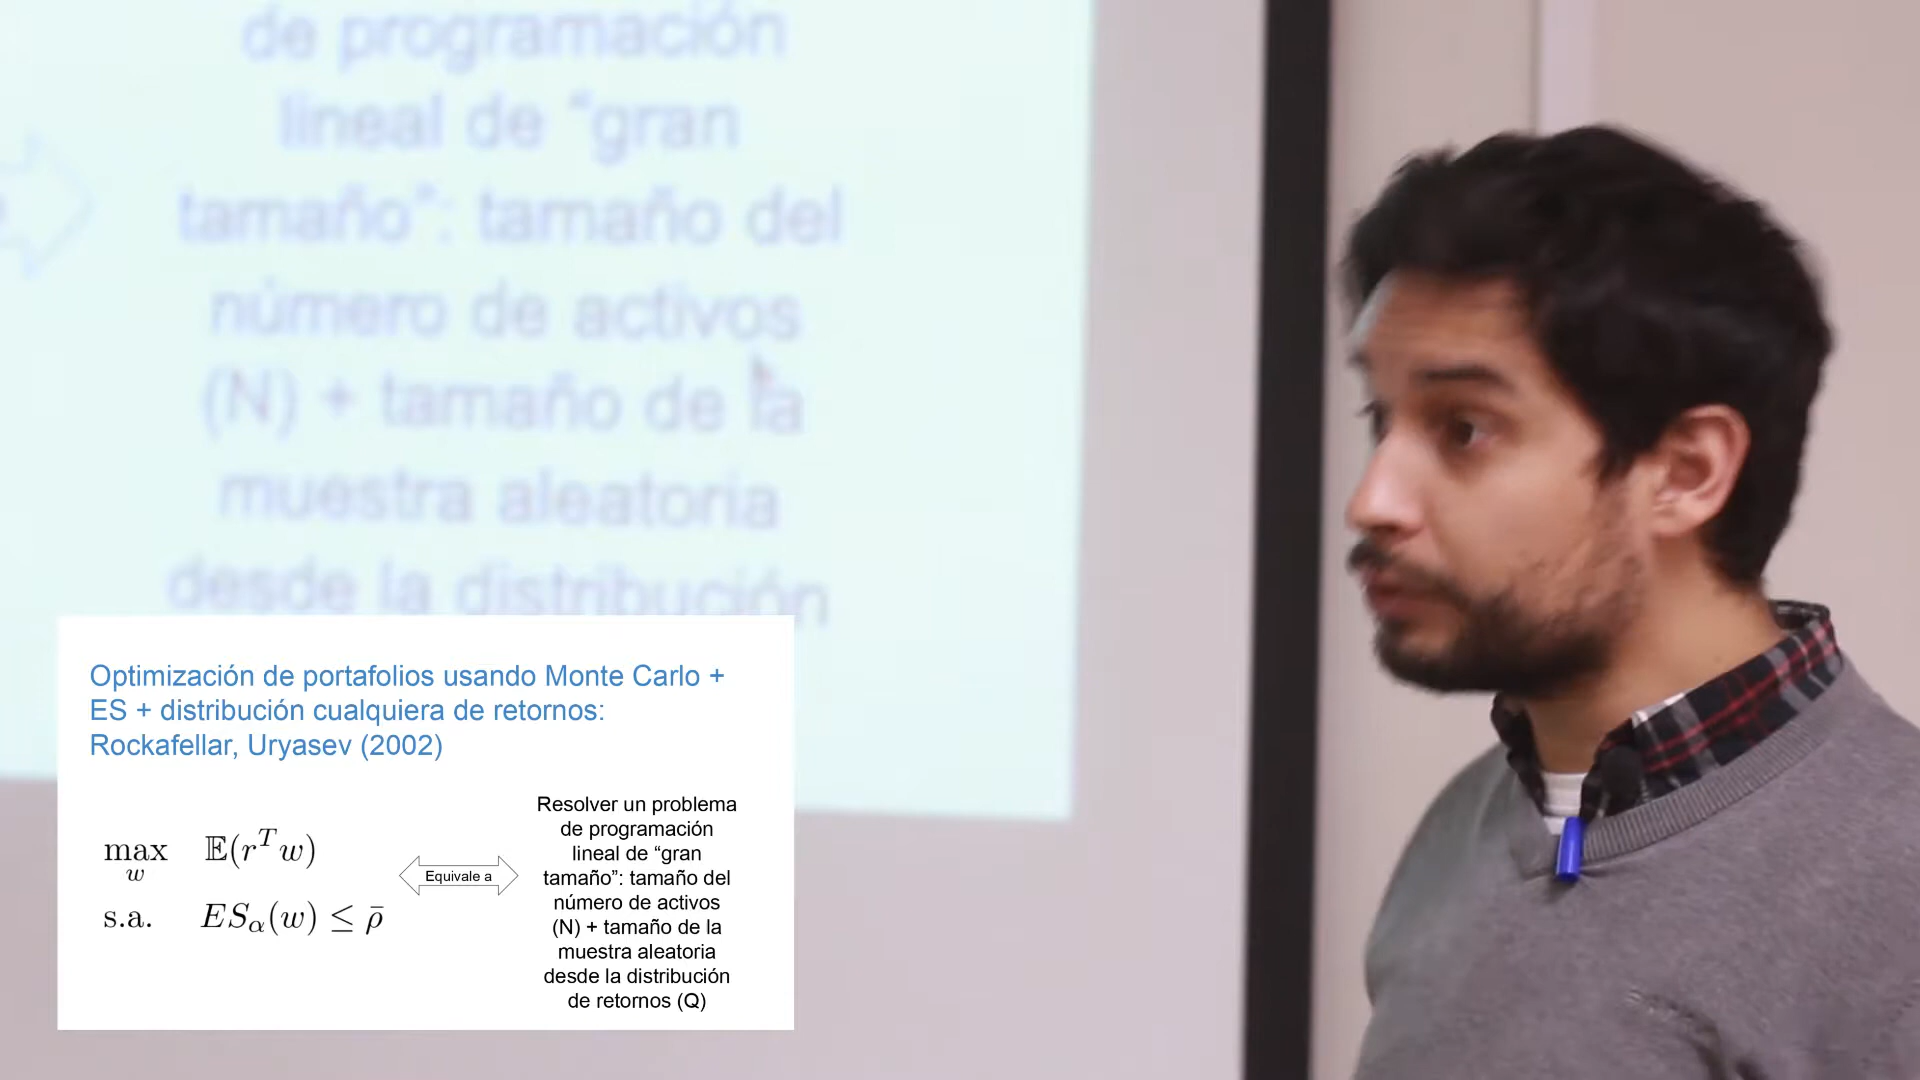 de programación
lineal de “gran
tamaño”: tamaño del
número de activos
(N) + tamaño de la
muestra aleatoria
desde la distribución
Optimización de portafolios usando Monte Carlo +
ES + distribución cualquiera de retornos:
Rockafellar, Uryasev (2002)
max w 𝔼(r^T w)
s.a. ES_α(w) ≤ ρ̄
Equivale a
Resolver un problema
de programación
lineal de “gran
tamaño”: tamaño del
número de activos
(N) + tamaño de la
muestra aleatoria
desde la distribución
de retornos (Q)